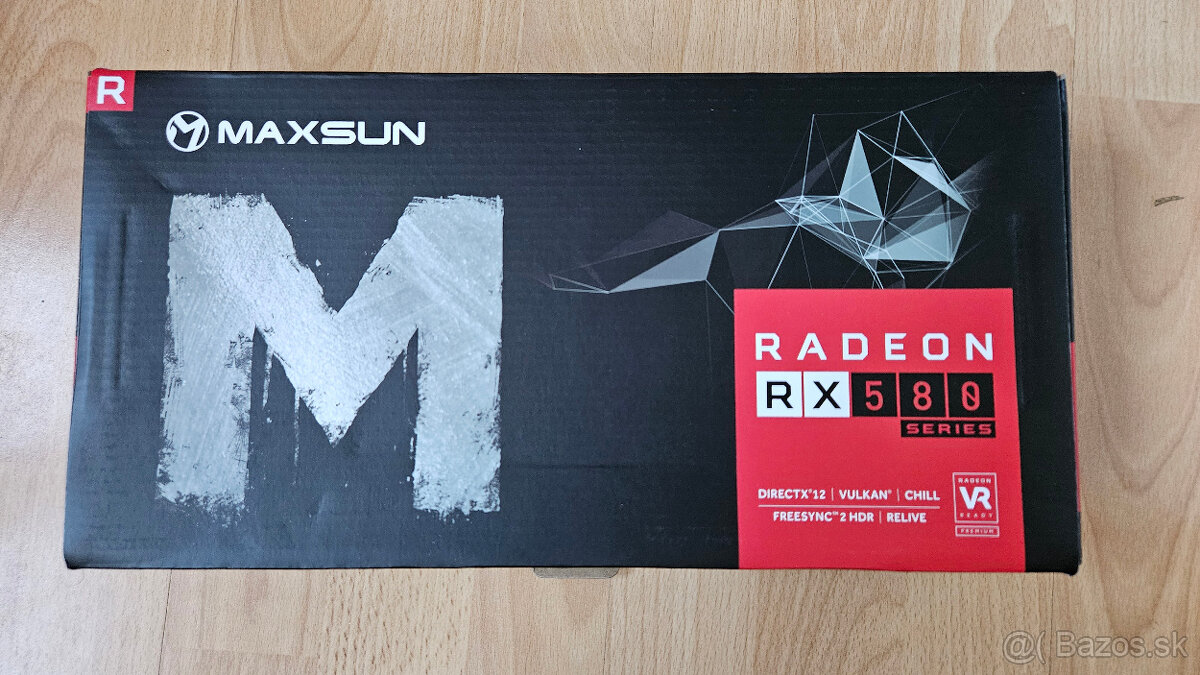 R
MAXSUN
M
RADEON
RX 580
SERIES
DIRECTX®12 | VULKAN® | CHILL
FREESYNC™ 2 HDR | RELIVE
RADEON
VR
READY
PREMIUM
@( Bazos.sk